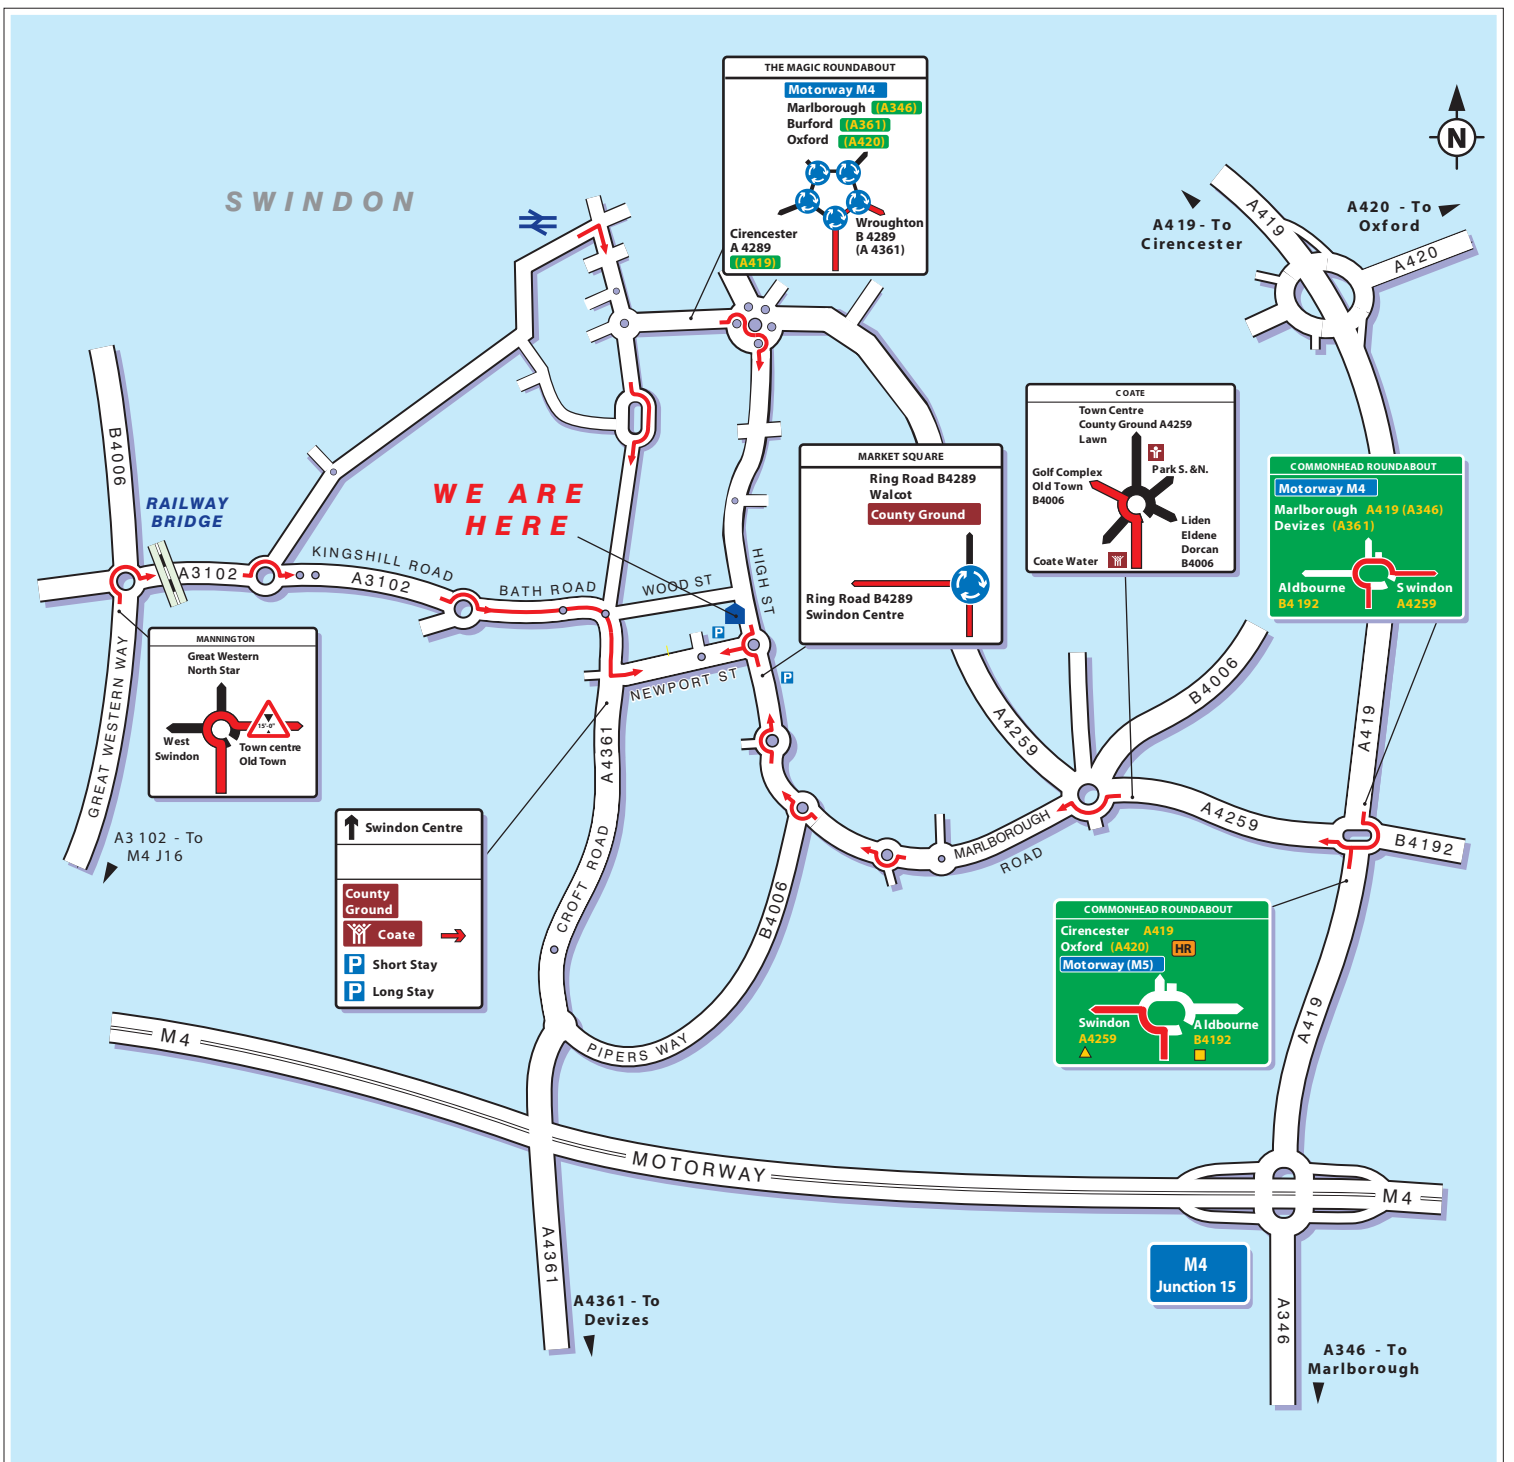 THE MAGIC ROUNDABOUT
Motorway M4
Marlborough (A346)
Burford (A361)
Oxford (A420)
Cirencester
A 4289
(A419)
Wroughton
B 4289
(A 4361)
N
SWINDON
A419
A419 - To
Cirencester
A420 - To
Oxford
A420
COATE
Town Centre
County Ground A4259
Lawn
Golf Complex
Old Town
B4006
Park S. &N.
Liden
Eldene
Dorcan
B4006
Coate Water
MARKET SQUARE
Ring Road B4289
Walcot
County Ground
Ring Road B4289
Swindon Centre
COMMONHEAD ROUNDABOUT
Motorway M4
Marlborough A419 (A346)
Devizes (A361)
Aldbourne
B4192
Swindon
A4259
B4006
RAILWAY
BRIDGE
WE ARE
HERE
A3102
KINGSHILL ROAD
A3102
BATH ROAD
WOOD ST
HIGH ST
P
P
NEWPORT ST
MANNINGTON
Great Western
North Star
15'-0"
West
Swindon
Town centre
Old Town
GREAT WESTERN WAY
A3102 - To
M4 J16
A4361
A4259
B4006
A419
A4259
B4192
MARLBOROUGH
ROAD
Swindon Centre
County
Ground
Coate
P Short Stay
P Long Stay
CROFT ROAD
B4006
PIPERS WAY
COMMONHEAD ROUNDABOUT
Cirencester A419
Oxford (A420) HR
Motorway (M5)
Swindon
A4259
Aldbourne
B4192
A419
M4
MOTORWAY
M4
M4
Junction 15
A4361
A4361 - To
Devizes
A346
A346 - To
Marlborough